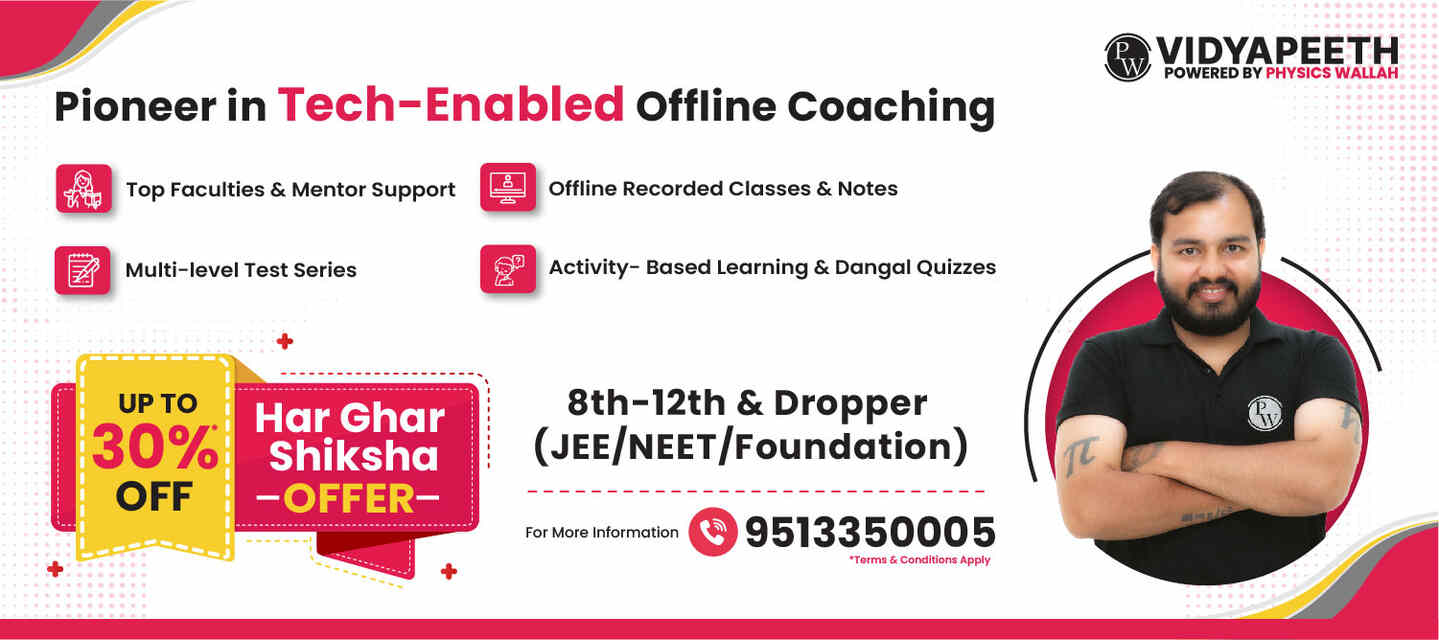 PW VIDYAPEETH
POWERED BY PHYSICS WALLAH
Pioneer in Tech-Enabled Offline Coaching
Top Faculties & Mentor Support
Offline Recorded Classes & Notes
Multi-level Test Series
Activity- Based Learning & Dangal Quizzes
UP TO
30%*
OFF
Har Ghar
Shiksha
–OFFER–
8th-12th & Dropper
(JEE/NEET/Foundation)
For More Information 9513350005
*Terms & Conditions Apply
PW
π